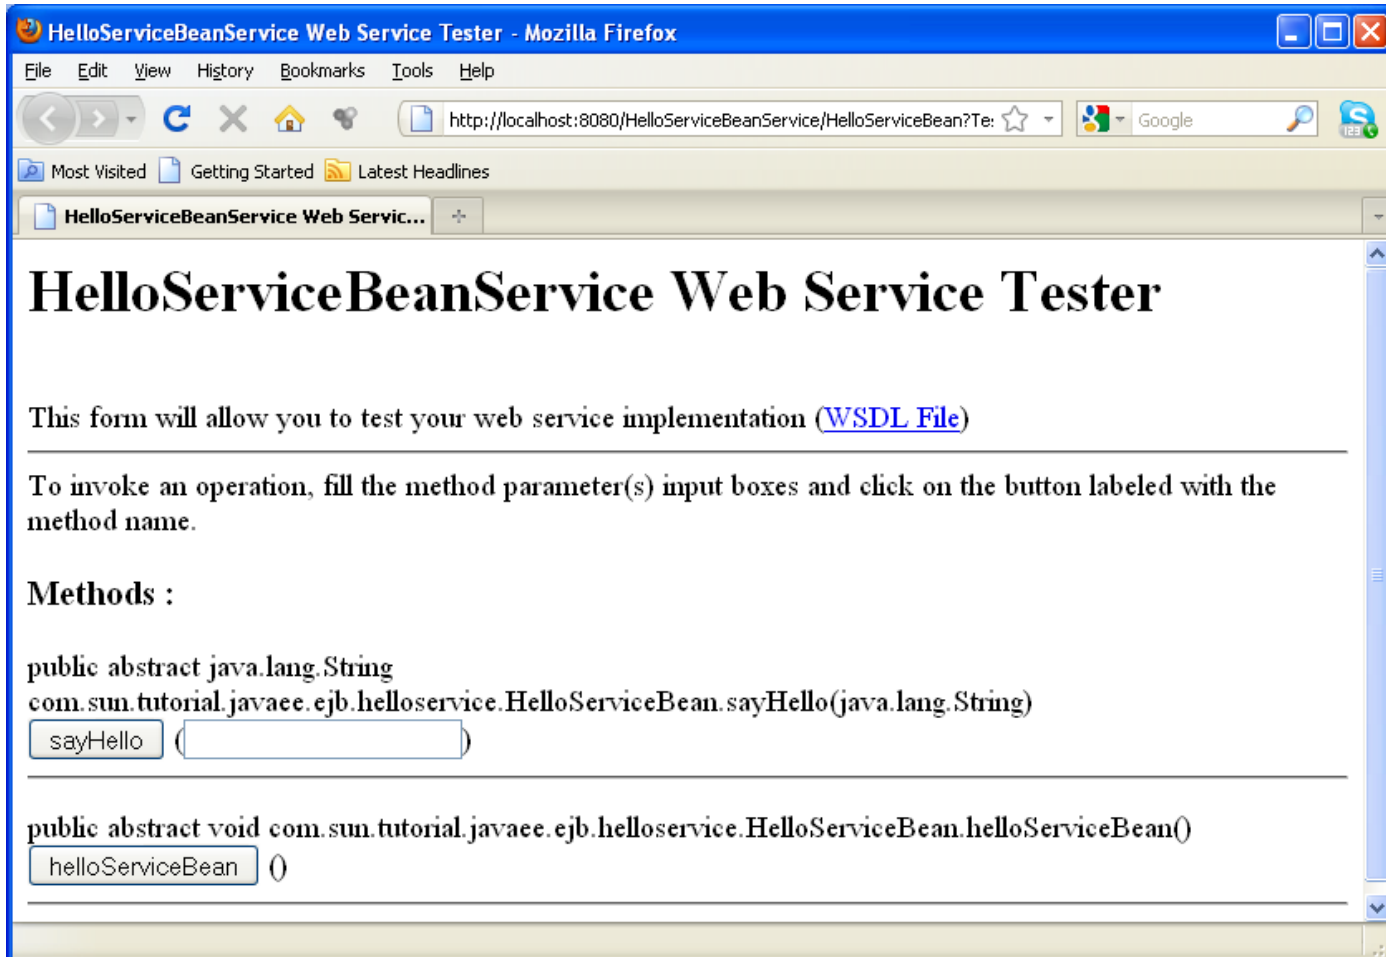 HelloServiceBeanService Web Service Tester - Mozilla Firefox
File Edit View History Bookmarks Tools Help
http://localhost:8080/HelloServiceBeanService/HelloServiceBean?Te: Google
Most Visited Getting Started Latest Headlines
HelloServiceBeanService Web Servic...
HelloServiceBeanService Web Service Tester
This form will allow you to test your web service implementation (WSDL File)
To invoke an operation, fill the method parameter(s) input boxes and click on the button labeled with the
method name.
Methods :
public abstract java.lang.String
com.sun.tutorial.javaee.ejb.helloservice.HelloServiceBean.sayHello(java.lang.String)
sayHello ()
public abstract void com.sun.tutorial.javaee.ejb.helloservice.HelloServiceBean.helloServiceBean()
helloServiceBean ()